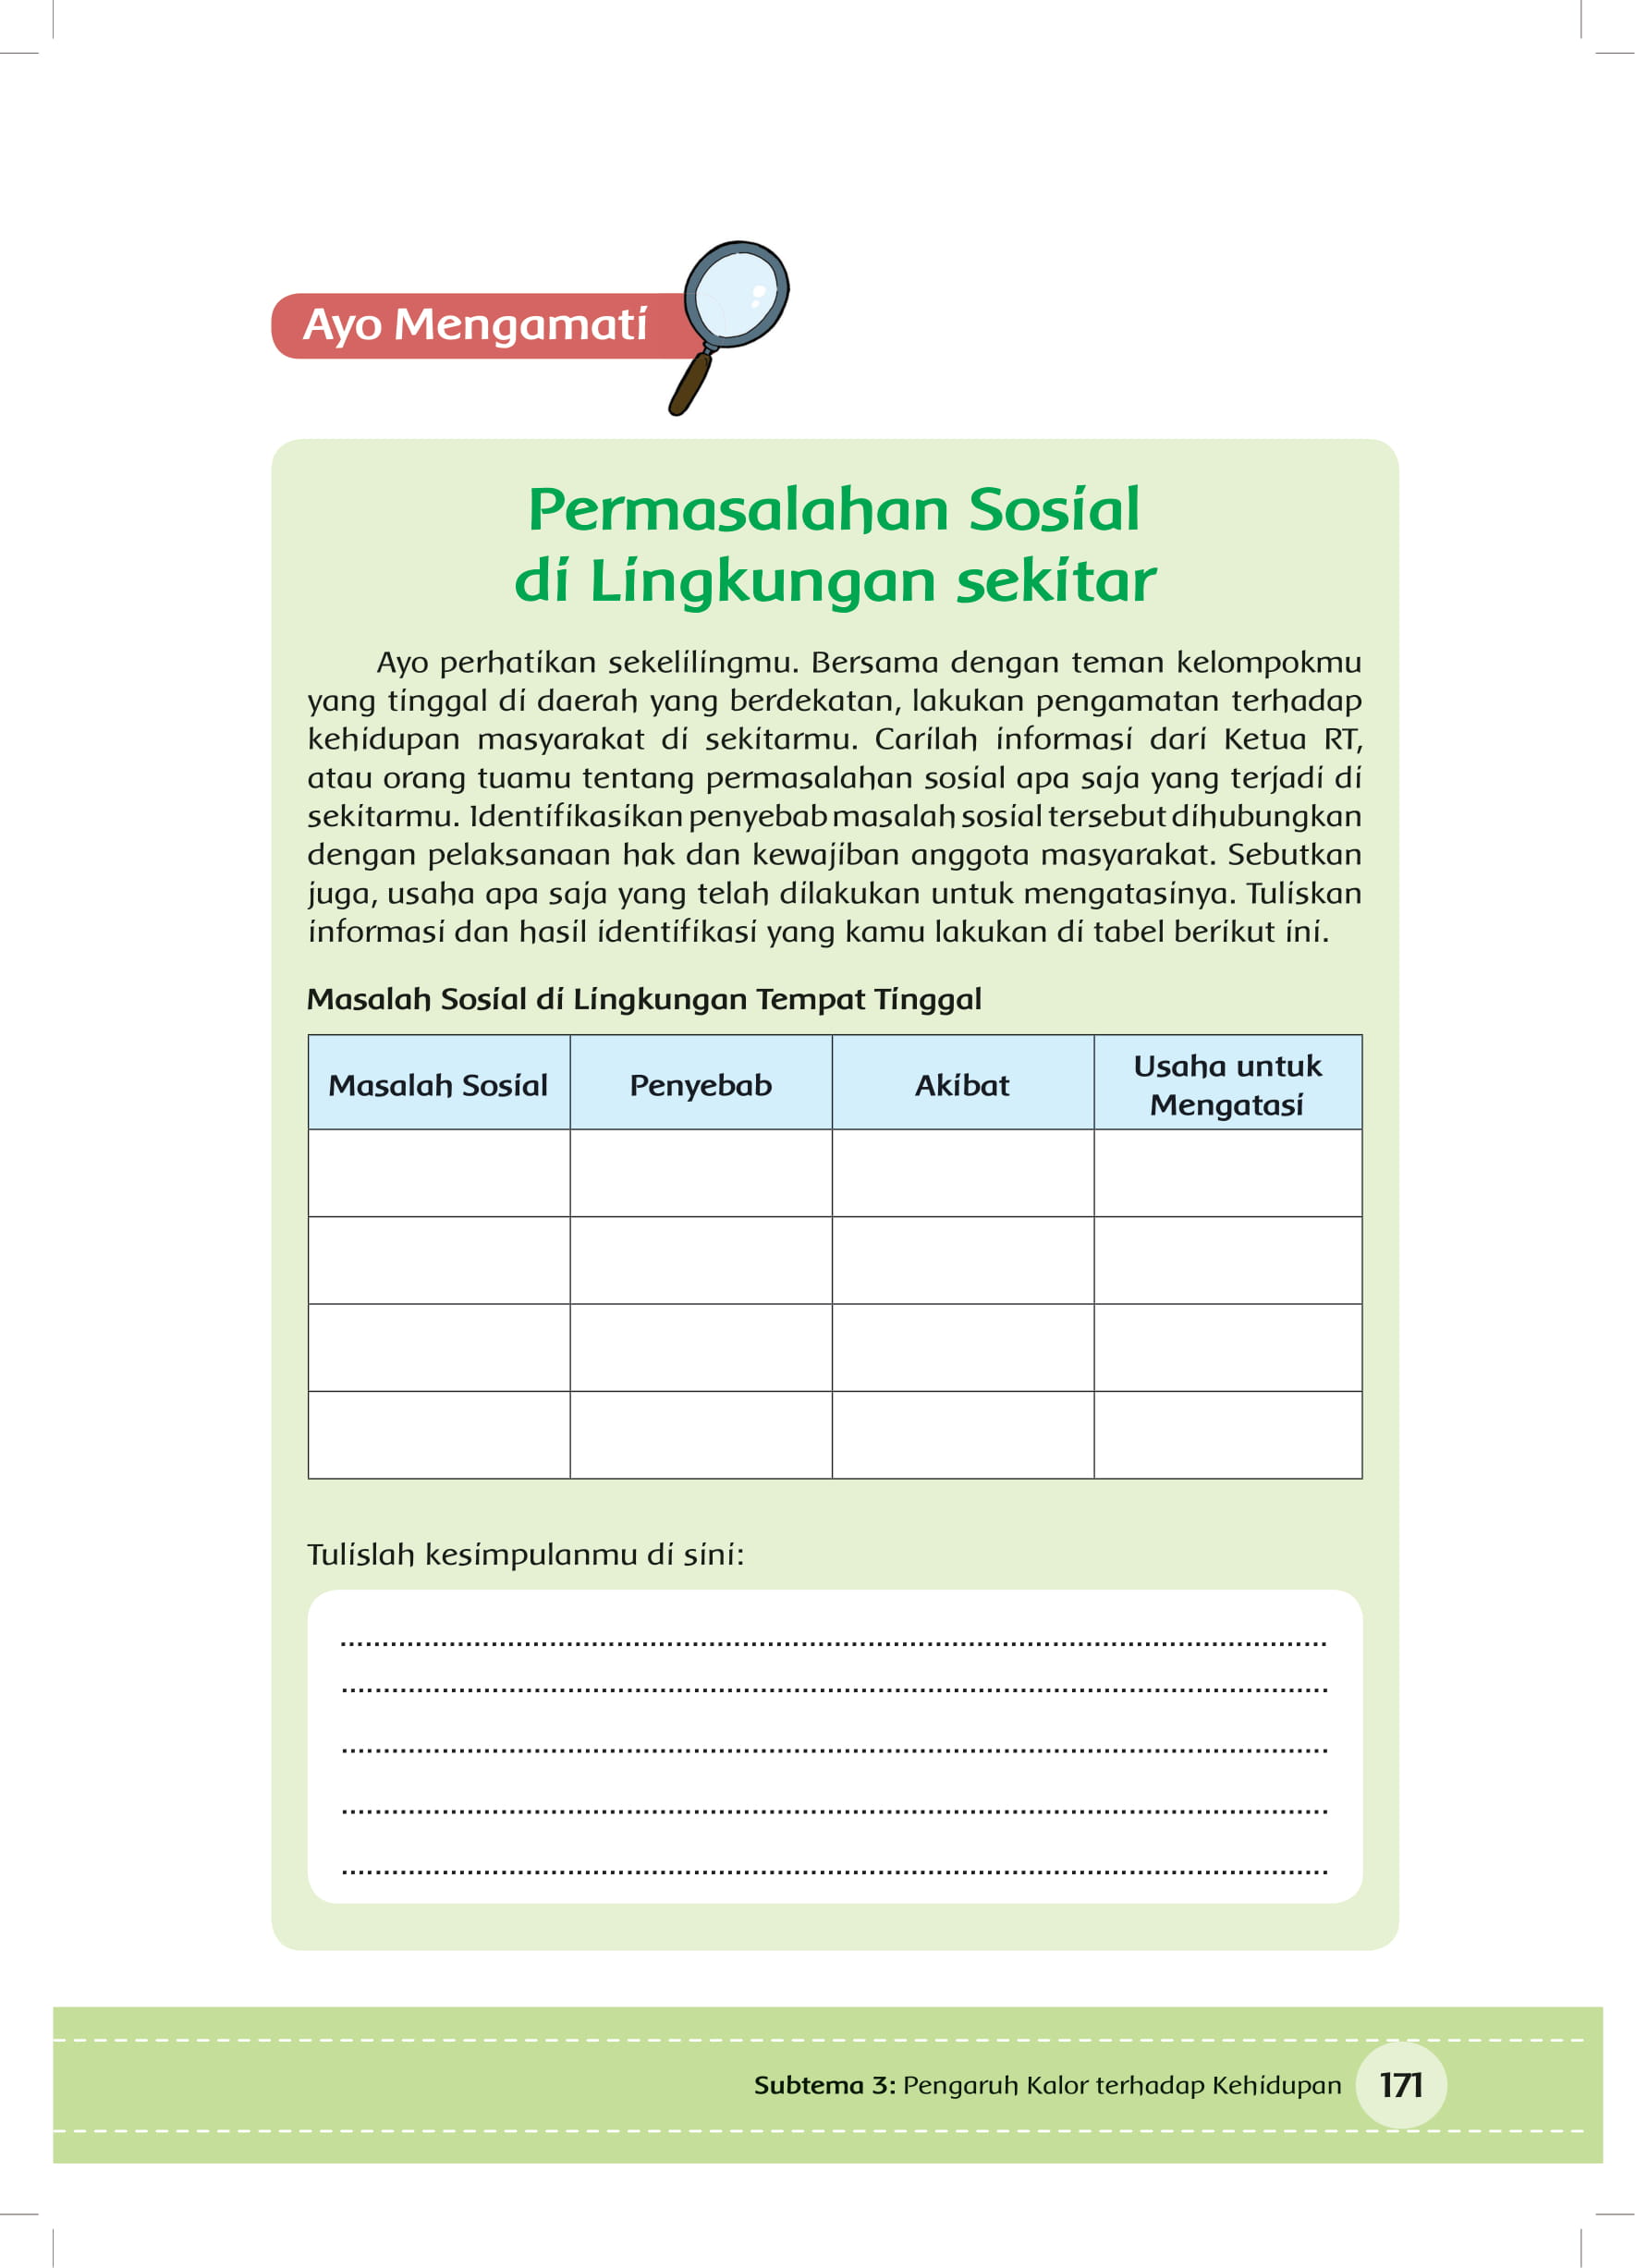 Ayo Mengamati
Permasalahan Sosial
di Lingkungan sekitar
Ayo perhatikan sekelilingmu. Bersama dengan teman kelompokmu
yang tinggal di daerah yang berdekatan, lakukan pengamatan terhadap
kehidupan masyarakat di sekitarmu. Carilah informasi dari Ketua RT,
atau orang tuamu tentang permasalahan sosial apa saja yang terjadi di
sekitarmu. Identifikasikan penyebab masalah sosial tersebut dihubungkan
dengan pelaksanaan hak dan kewajiban anggota masyarakat. Sebutkan
juga, usaha apa saja yang telah dilakukan untuk mengatasinya. Tuliskan
informasi dan hasil identifikasi yang kamu lakukan di tabel berikut ini.
Masalah Sosial di Lingkungan Tempat Tinggal
Masalah Sosial
Penyebab
Akibat
Usaha untuk
Mengatasi
Tulislah kesimpulanmu di sini:
Subtema 3: Pengaruh Kalor terhadap Kehidupan 171